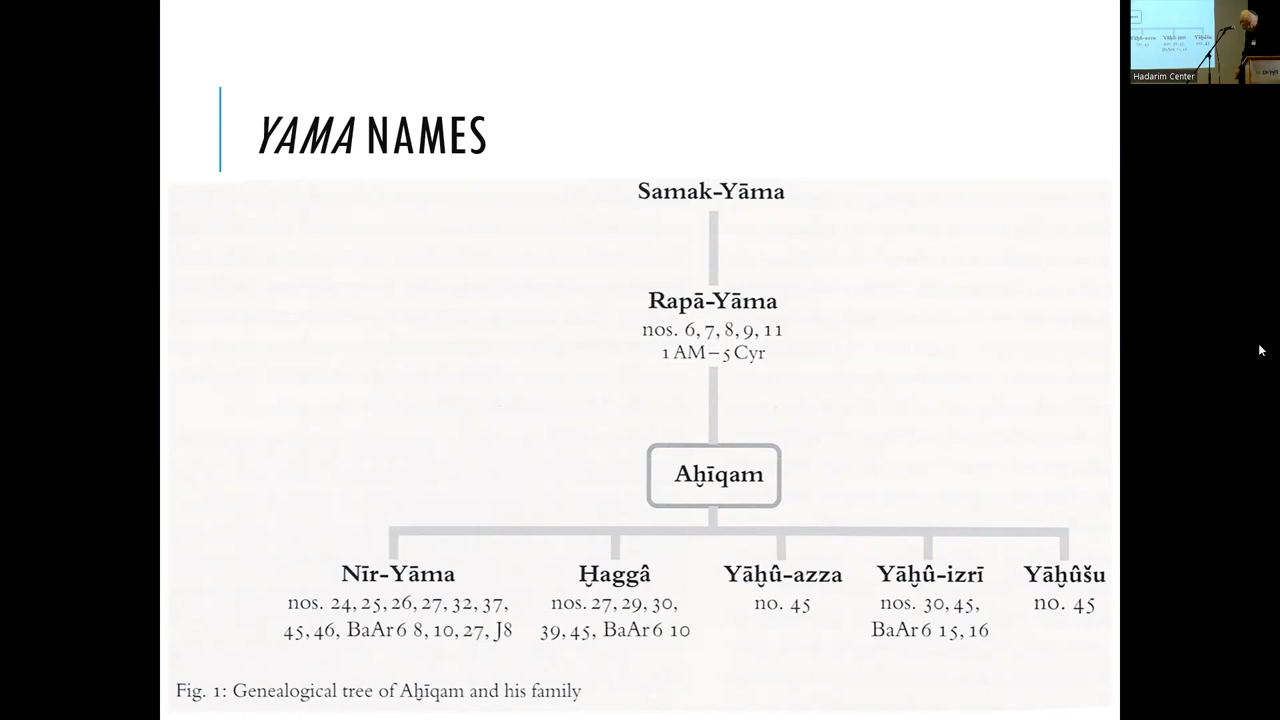 YAMA NAMES
Samak-Yāma
Rapā-Yāma
nos. 6, 7, 8, 9, 11
1 AM – 5 Cyr
Aḫīqam
Nīr-Yāma
nos. 24, 25, 26, 27, 32, 37,
45, 46, BaAr 6 8, 10, 27, J8
Ḫaggâ
nos. 27, 29, 30,
39, 45, BaAr 6 10
Yāḫû-azza
no. 45
Yāḫû-izrī
nos. 30, 45,
BaAr 6 15, 16
Yāḫûšu
no. 45
Fig. 1: Genealogical tree of Aḫīqam and his family
Hadarim Center